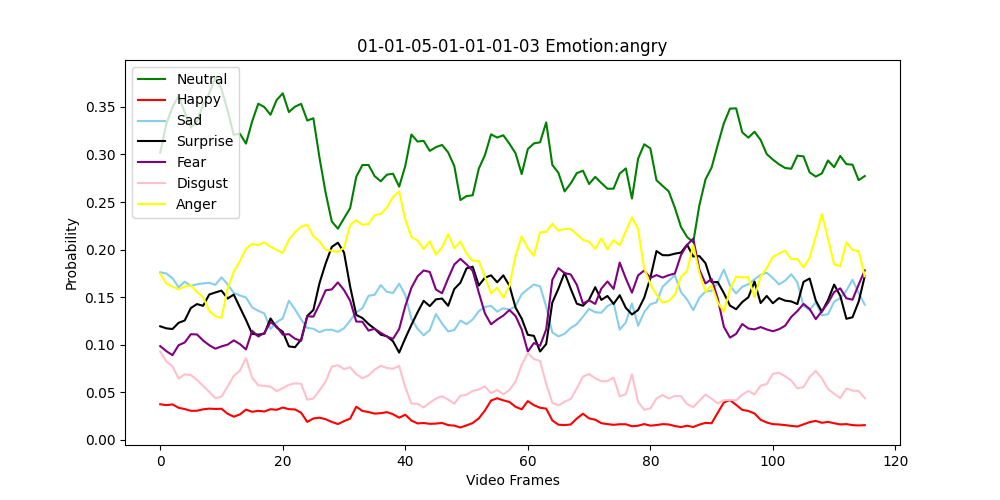 01-01-05-01-01-01-03 Emotion:angry
Neutral
Happy
Sad
Surprise
Fear
Disgust
Anger
Probability
0.35
0.30
0.25
0.20
0.15
0.10
0.05
0.00
0 20 40 60 80 100 120
Video Frames